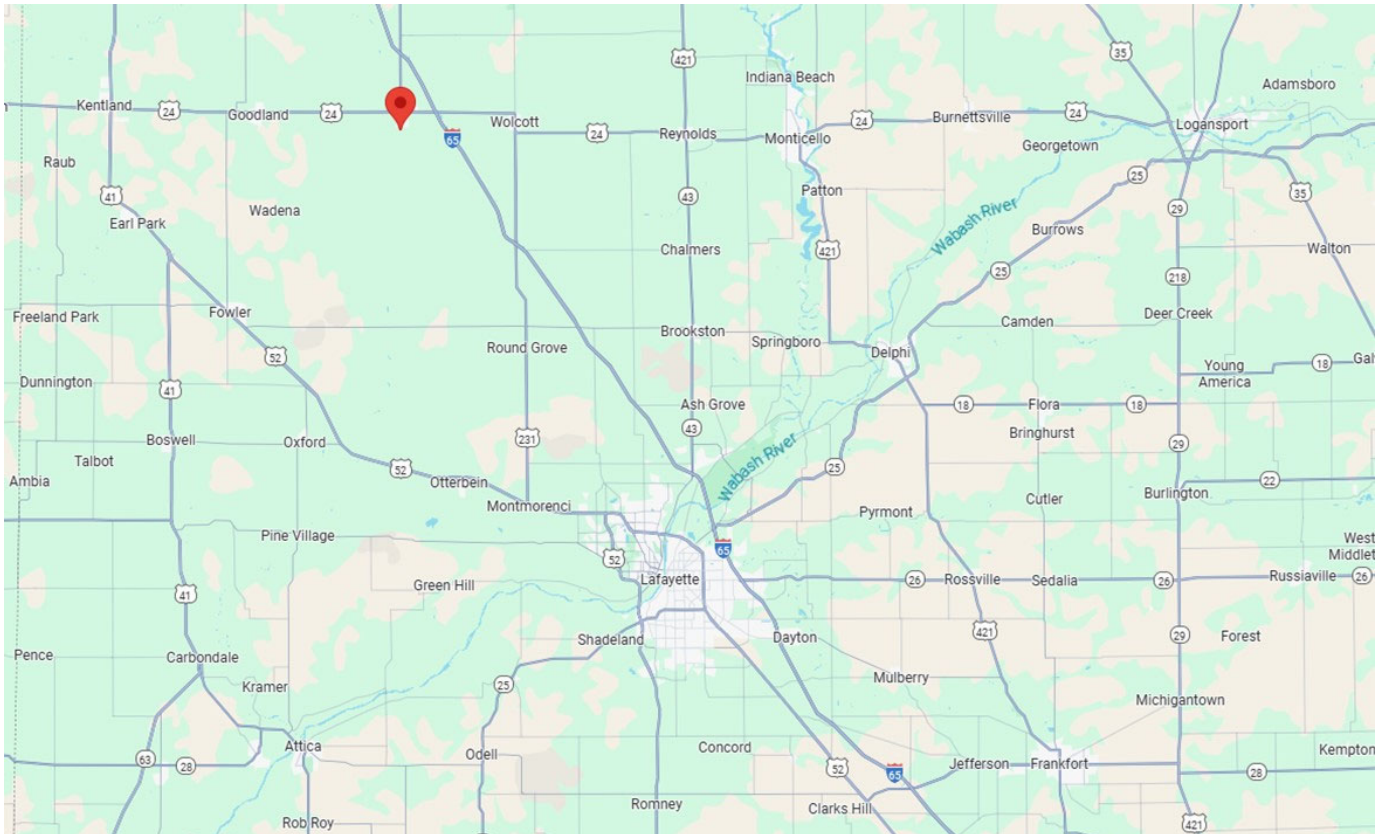 421
35
Indiana Beach
Adamsboro
Kentland
24
Goodland
24
Wolcott
24
Reynolds
Monticello
24
Burnettsville
24
Logansport
65
Georgetown
Raub
25
Patton
35
41
Wadena
43
29
Earl Park
Wabash River
Burrows
Chalmers
421
Walton
25
218
Freeland Park
Fowler
Deer Creek
Camden
Brookston
Springboro
52
Round Grove
Delphi
Dunnington
41
Young
America
18
Gal
Ash Grove
18
Flora
18
43
Bringhurst
Boswell
Oxford
231
29
Talbot
52
Wabash River
25
Ambia
Otterbein
22
Montmorenci
Cutler
Burlington
Pyrmont
Pine Village
West
Middlet
65
52
Lafayette
26
Rossville
Sedalia
26
Russiaville
26
Green Hill
41
421
29
Forest
Shadeland
Dayton
Pence
Carbondale
Mulberry
Kramer
25
Michigantown
Attica
Odell
Concord
63
28
52
65
Jefferson
Frankfort
28
Kempton
Romney
Clarks Hill
421
Rob Roy